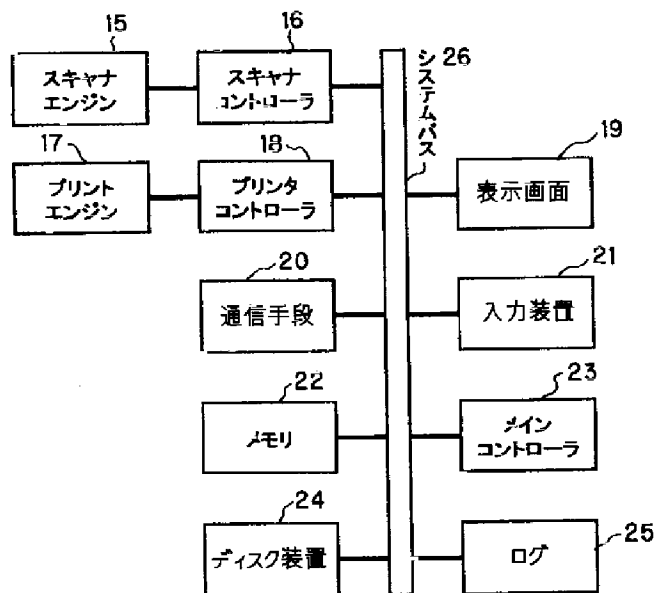 15
スキャナ
エンジン
16
スキャナ
コントローラ
システムバス
26
17
プリント
エンジン
18
プリンタ
コントローラ
19
表示画面
20
通信手段
21
入力装置
22
メモリ
23
メイン
コントローラ
24
ディスク装置
ログ
25